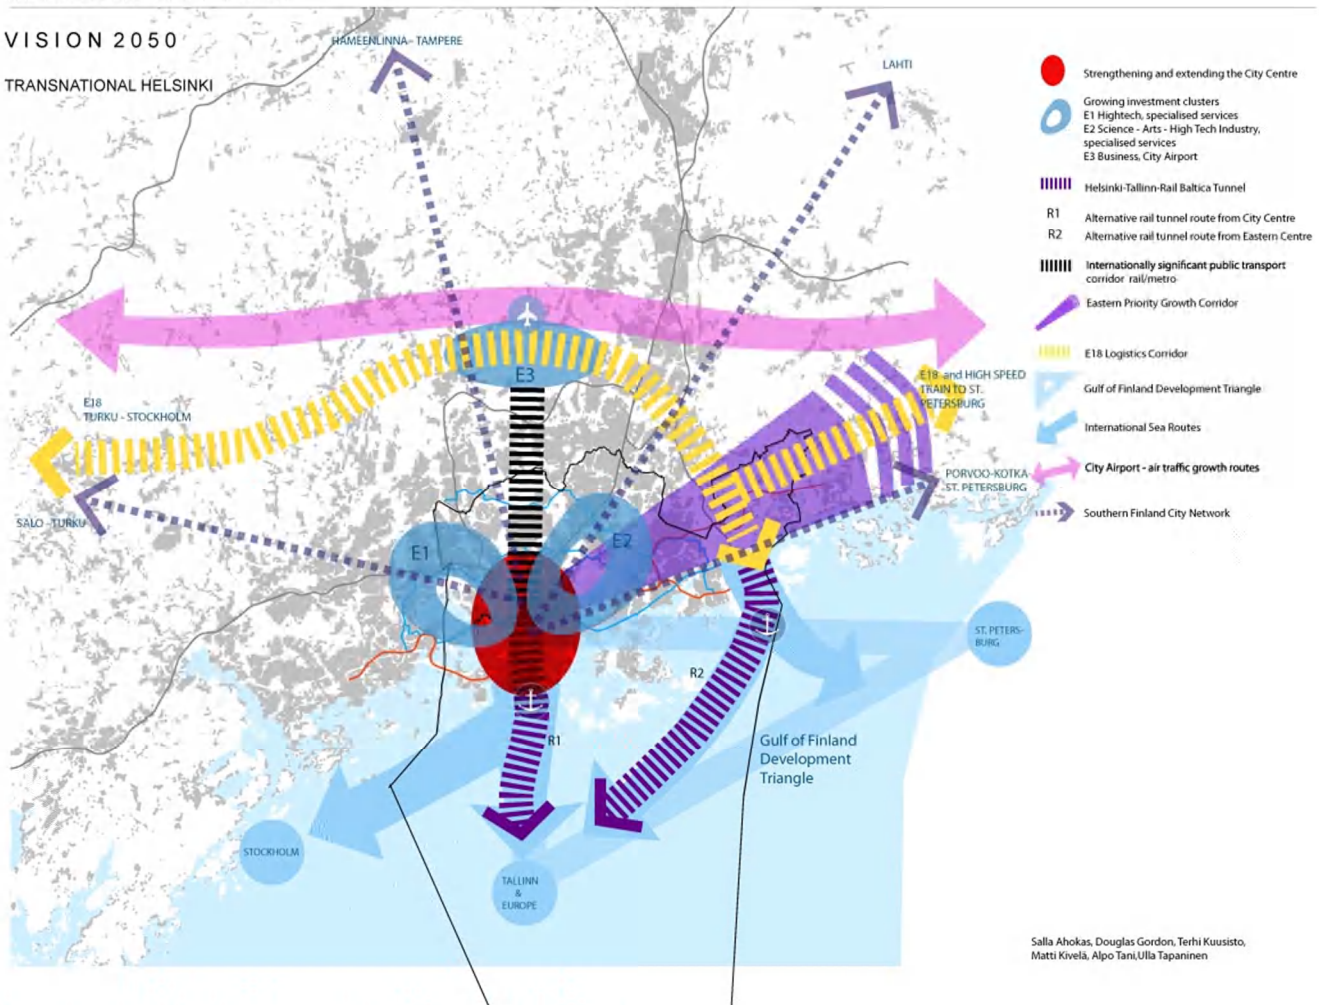 VISION 2050
TRANSNATIONAL HELSINKI
HÄMEENLINNA - TAMPERE
LAHTI
E3
E18
TURKU - STOCKHOLM
E18 and HIGH SPEED
TRAIN TO ST.
PETERSBURG
SALO - TURKU
PORVOO-KOTKA-
ST. PETERSBURG
E1
E2
ST. PETERS-
BURG
R2
R1
Gulf of Finland
Development
Triangle
STOCKHOLM
TALLINN
&
EUROPE
Strengthening and extending the City Centre
Growing investment clusters
E1 Hightech, specialised services
E2 Science - Arts - High Tech Industry,
specialised services
E3 Business, City Airport
Helsinki-Tallinn-Rail Baltica Tunnel
R1 Alternative rail tunnel route from City Centre
R2 Alternative rail tunnel route from Eastern Centre
Internationally significant public transport
corridor rail/metro
Eastern Priority Growth Corridor
E18 Logistics Corridor
Gulf of Finland Development Triangle
International Sea Routes
City Airport - air traffic growth routes
Southern Finland City Network
Salla Ahokas, Douglas Gordon, Terhi Kuusisto,
Matti Kivelä, Alpo Tani,Ulla Tapaninen